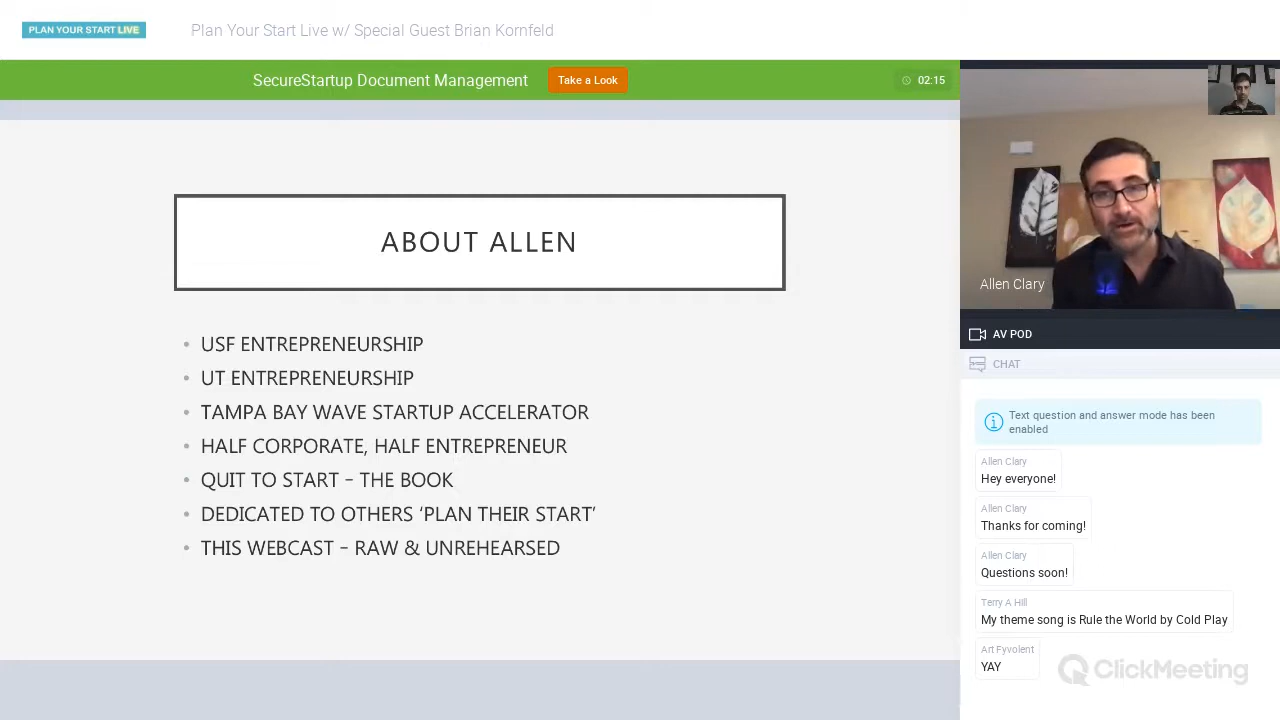 PLAN YOUR START LIVE
Plan Your Start Live w/ Special Guest Brian Kornfeld
SecureStartup Document Management
Take a Look
02:15
ABOUT ALLEN
• USF ENTREPRENEURSHIP
• UT ENTREPRENEURSHIP
• TAMPA BAY WAVE STARTUP ACCELERATOR
• HALF CORPORATE, HALF ENTREPRENEUR
• QUIT TO START – THE BOOK
• DEDICATED TO OTHERS ‘PLAN THEIR START’
• THIS WEBCAST – RAW & UNREHEARSED
Allen Clary
AV POD
CHAT
Text question and answer mode has been
enabled
Allen Clary
Hey everyone!
Allen Clary
Thanks for coming!
Allen Clary
Questions soon!
Terry A Hill
My theme song is Rule the World by Cold Play
Art Fyvolent
YAY
ClickMeeting